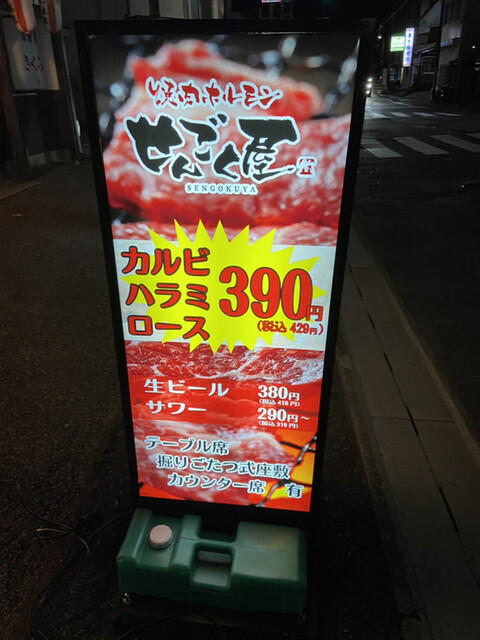 焼肉ホルモン
せんごく屋
SENGOKUYA
カルビ
ハラミ
ロース
390円
(税込 429円)
生ビール 380円
(税込 418円)
サワー 290円~
(税込 319円)
テーブル席
掘りごたつ式座敷
カウンター席 有